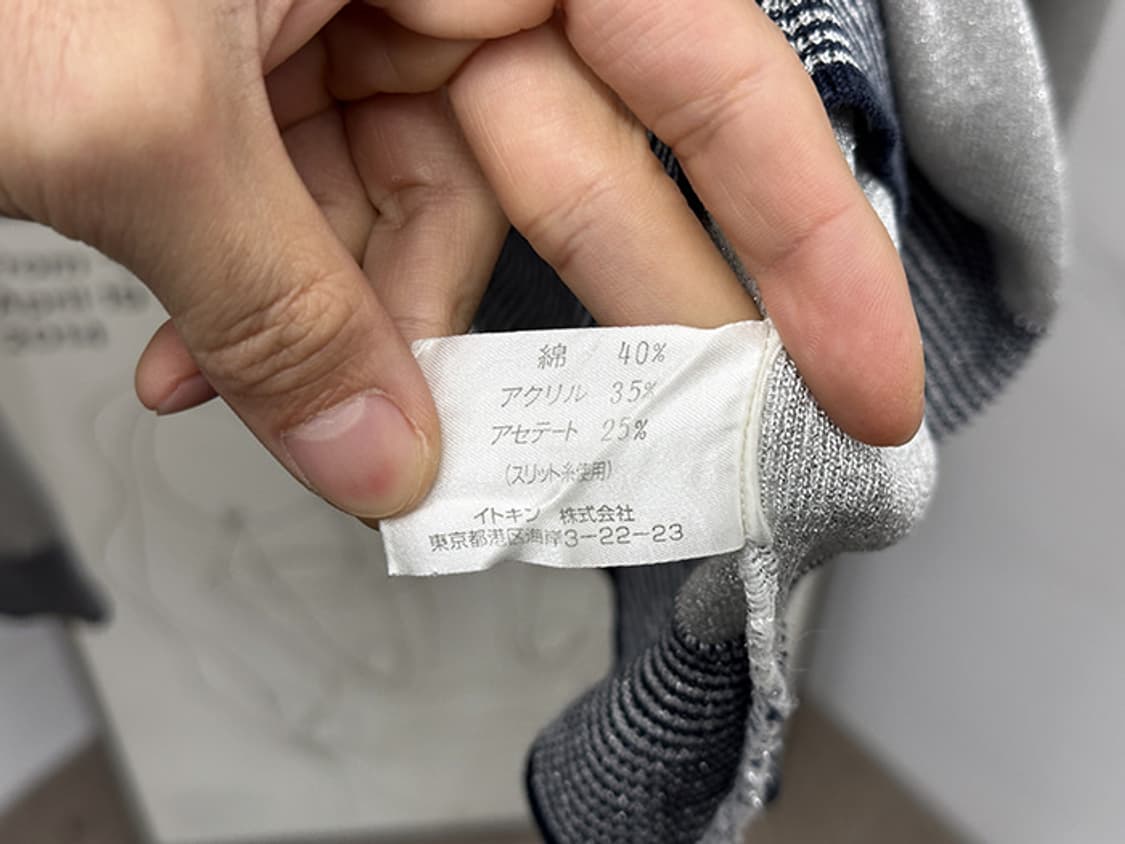 綿 40%
アクリル 35%
アセテート 25%
(スリット糸使用)
イトキン 株式会社
東京都港区海岸3-22-23